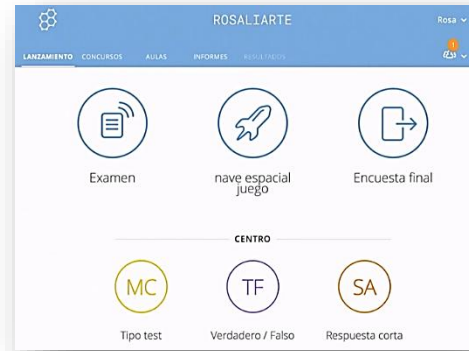 ROSALIARTE
Rosa
1
LANZAMIENTO CONCURSOS AULAS INFORMES RESULTADOS
Examen
nave espacial
juego
Encuesta final
CENTRO
MC
TF
SA
Tipo test
Verdadero / Falso
Respuesta corta